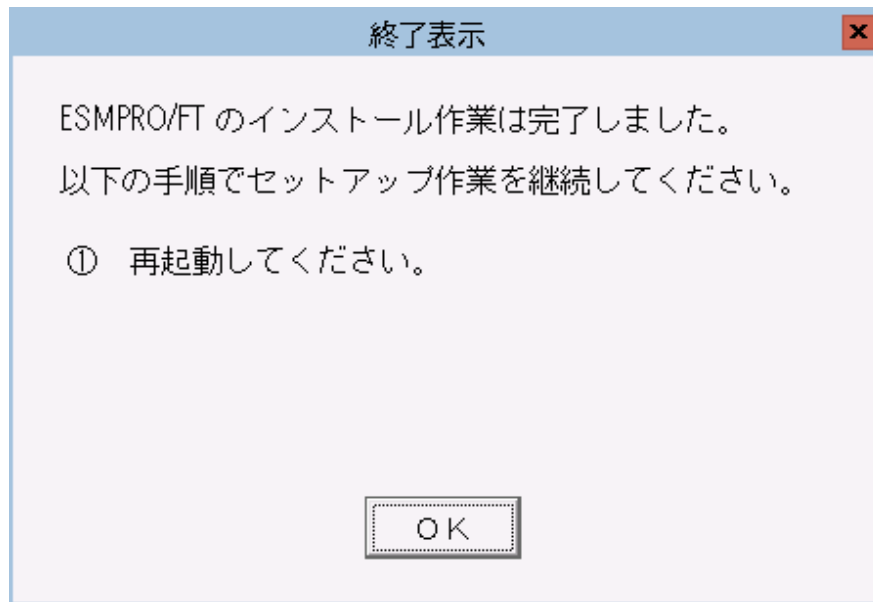 終了表示
ESMPRO/FT のインストール作業は完了しました。
以下の手順でセットアップ作業を継続してください。
① 再起動してください。
ＯＫ